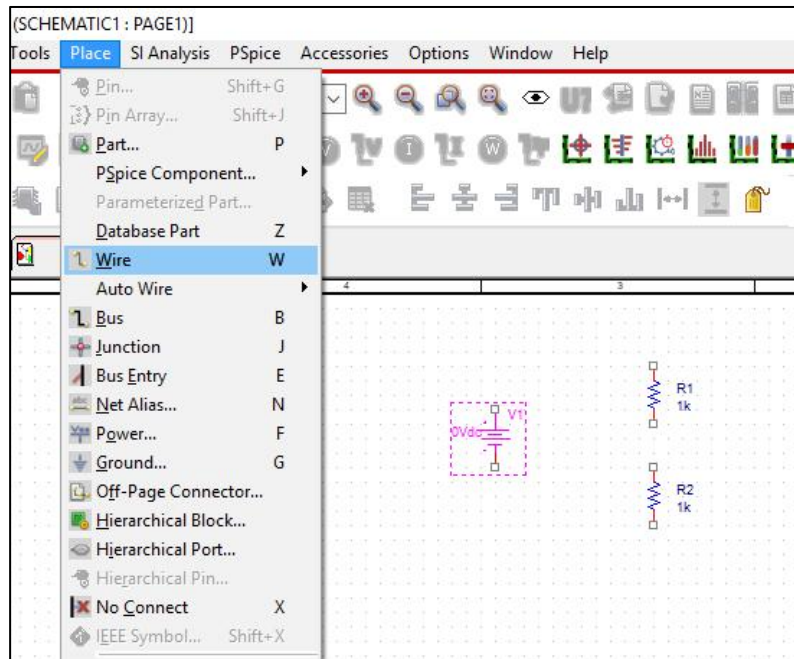 (SCHEMATIC1 : PAGE1)]
Tools Place SI Analysis PSpice Accessories Options Window Help
Pin... Shift+G
Pin Array... Shift+J
Part... P
PSpice Component...
Parameterized Part...
Database Part Z
Wire W
Auto Wire
Bus B
Junction J
Bus Entry E
Net Alias... N
Power... F
Ground... G
Off-Page Connector...
Hierarchical Block...
Hierarchical Port...
Hierarchical Pin...
No Connect X
IEEE Symbol... Shift+X
U?
V
I
W
4 3
V1
0Vdc
R1
1k
R2
1k